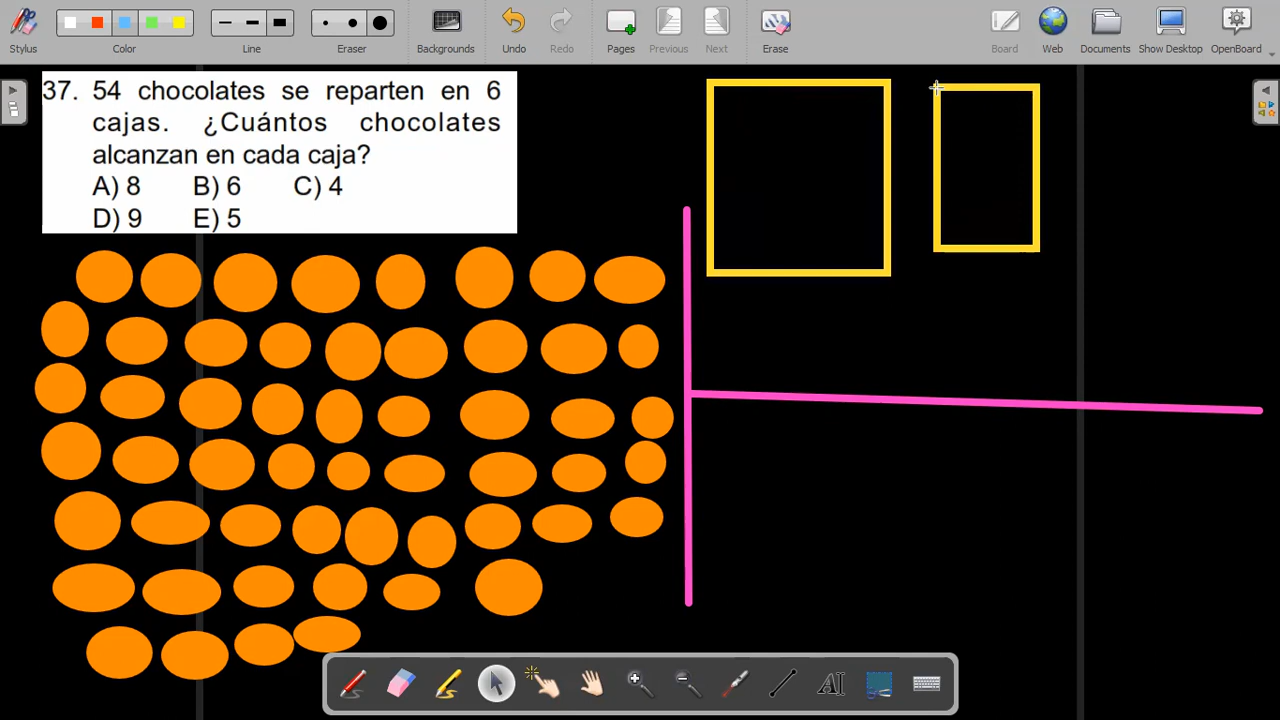 Stylus
Color
Line
Eraser
Backgrounds
Undo
Redo
Pages
Previous
Next
Erase
Board
Web
Documents
Show Desktop
OpenBoard
37. 54 chocolates se reparten en 6
cajas. ¿Cuántos chocolates
alcanzan en cada caja?
A) 8 B) 6 C) 4
D) 9 E) 5
AI